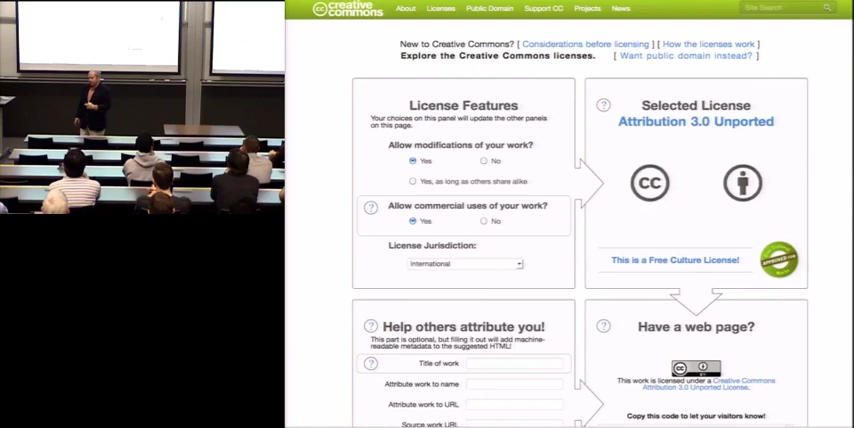 creative commons
About Licenses Public Domain Support CC Projects News
Site Search
New to Creative Commons? [ Considerations before licensing ] [ How the licenses work ]
Explore the Creative Commons licenses. [ Want public domain instead? ]
License Features
Your choices on this panel will update the other panels
on this page.
Allow modifications of your work?
Yes No
Yes, as long as others share alike
? Allow commercial uses of your work?
Yes No
License Jurisdiction:
International
? Selected License
Attribution 3.0 Unported
cc
This is a Free Culture License!
APPROVED FOR
? Help others attribute you!
This part is optional, but filling it out will add machine-
readable metadata to the suggested HTML!
? Title of work
Attribute work to name
Attribute work to URL
Source work URL
? Have a web page?
cc
This work is licensed under a Creative Commons
Attribution 3.0 Unported License.
Copy this code to let your visitors know!